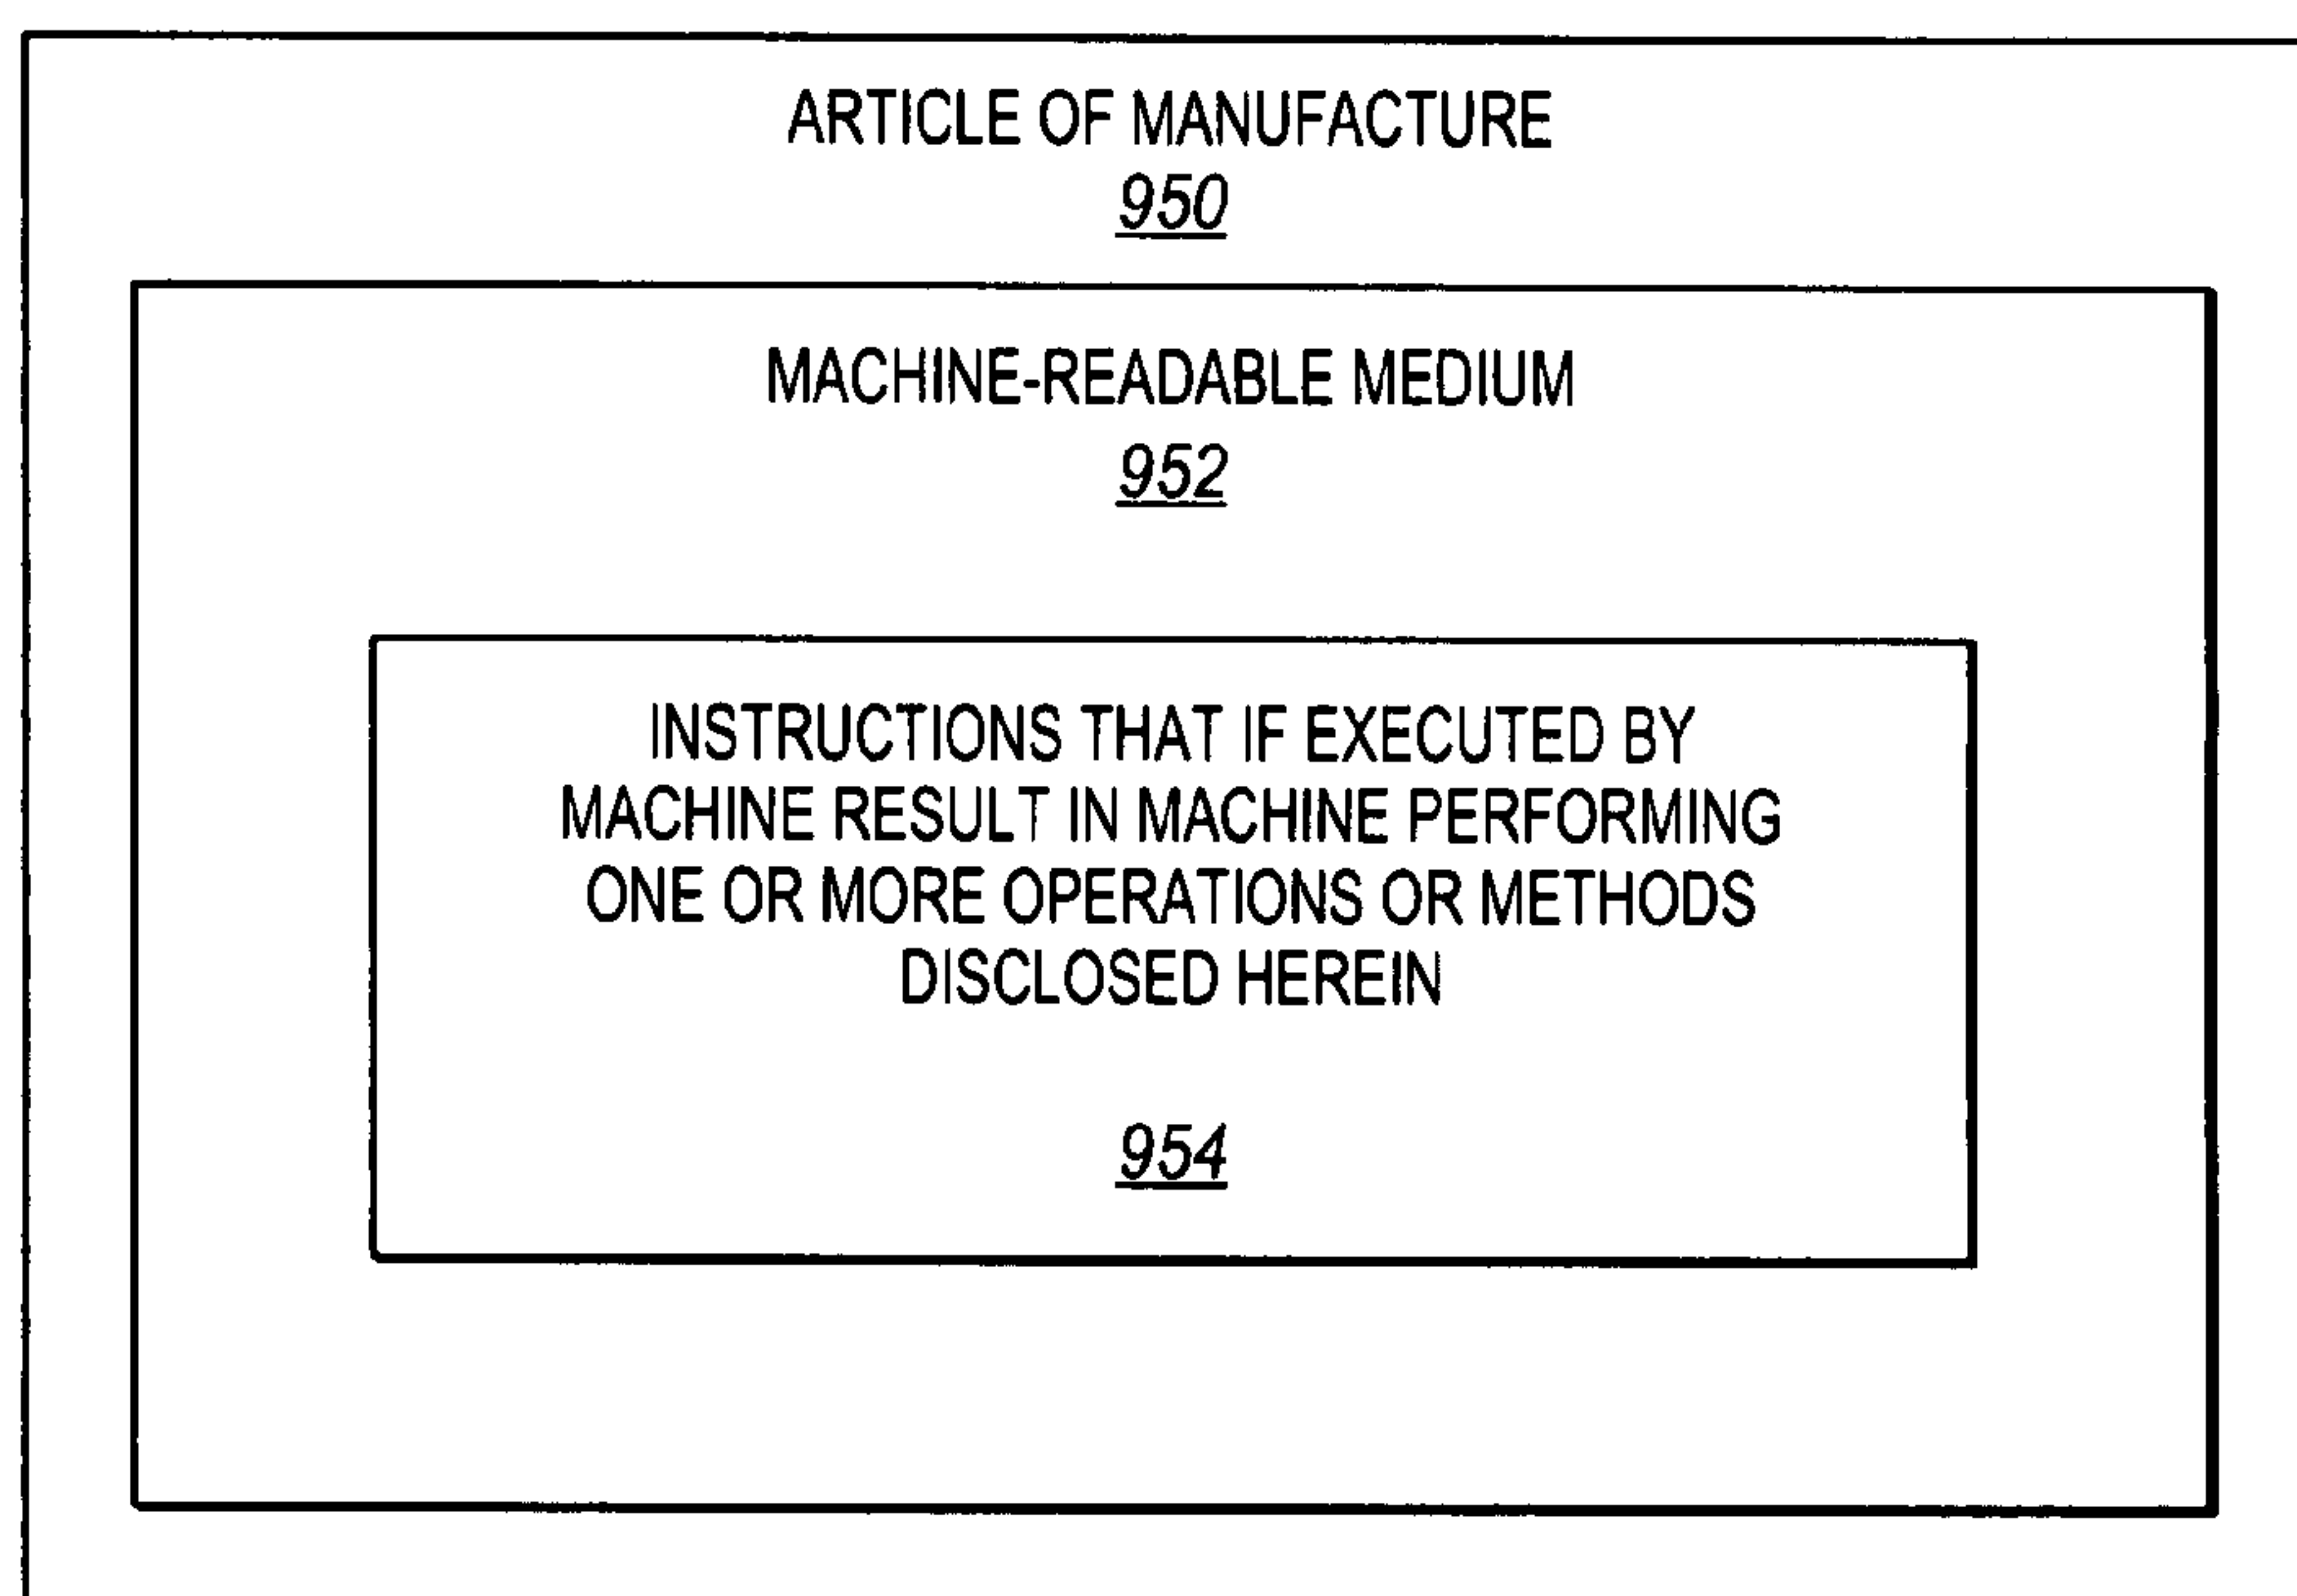 ARTICLE OF MANUFACTURE
950
MACHINE-READABLE MEDIUM
952
INSTRUCTIONS THAT IF EXECUTED BY
MACHINE RESULT IN MACHINE PERFORMING
ONE OR MORE OPERATIONS OR METHODS
DISCLOSED HEREIN
954